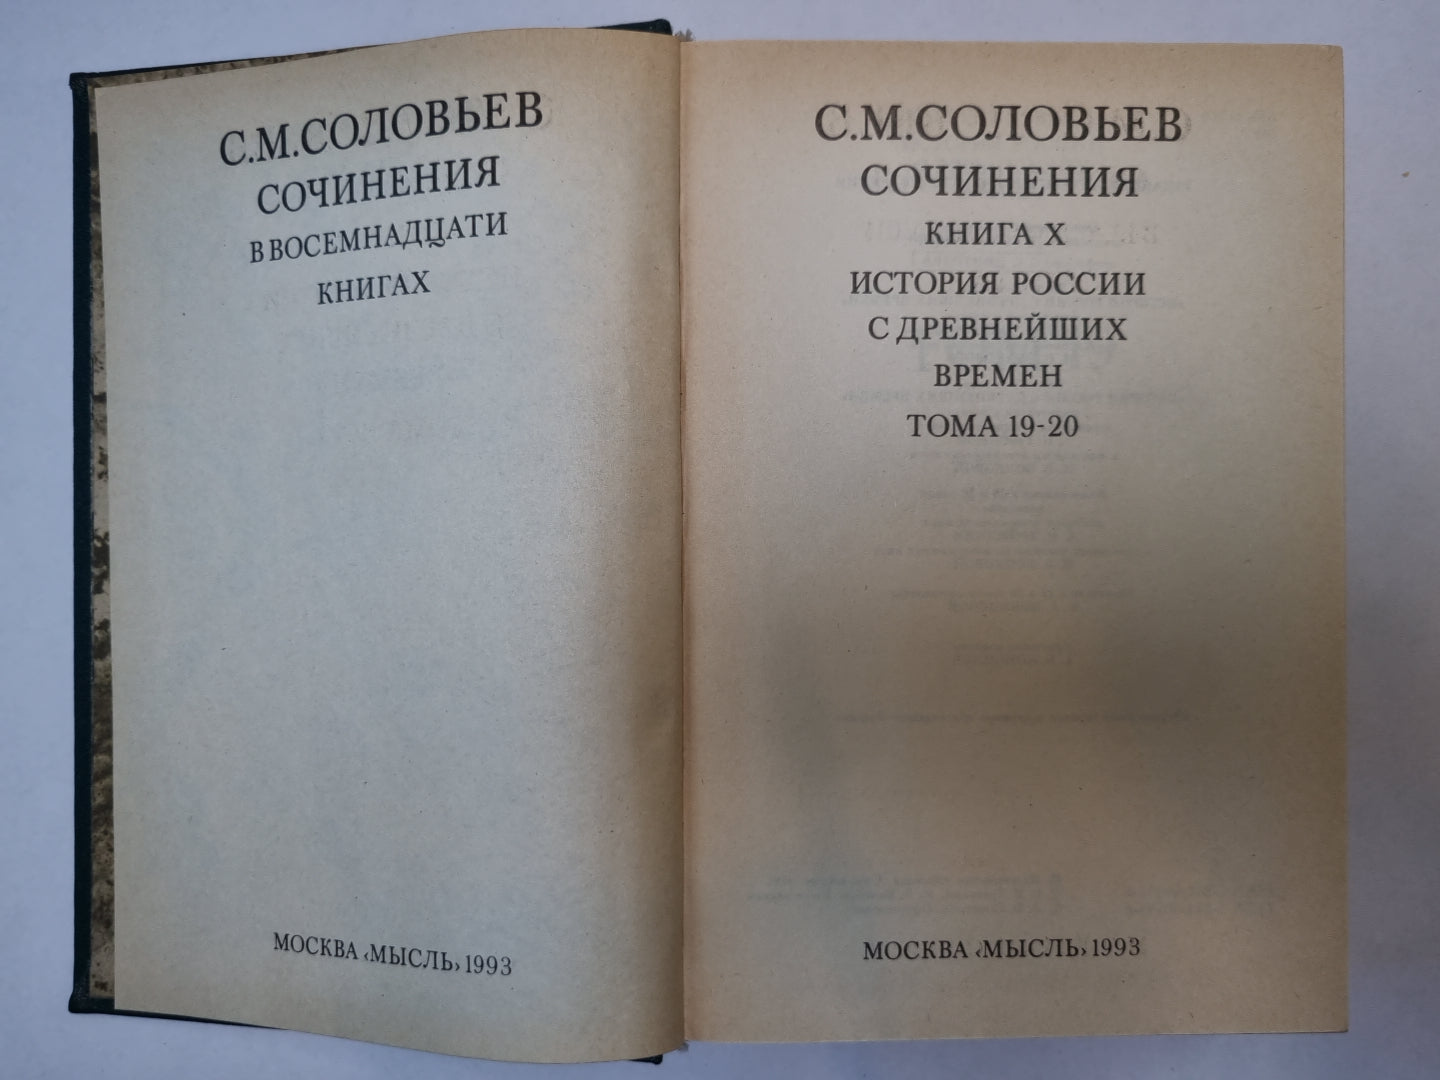 С.М.СОЛОВЬЕВ
СОЧИНЕНИЯ
В ВОСЕМНАДЦАТИ
КНИГАХ
МОСКВА «МЫСЛЬ» 1993
С.М.СОЛОВЬЕВ
СОЧИНЕНИЯ
КНИГА X
ИСТОРИЯ РОССИИ
С ДРЕВНЕЙШИХ
ВРЕМЕН
ТОМА 19-20
МОСКВА «МЫСЛЬ» 1993